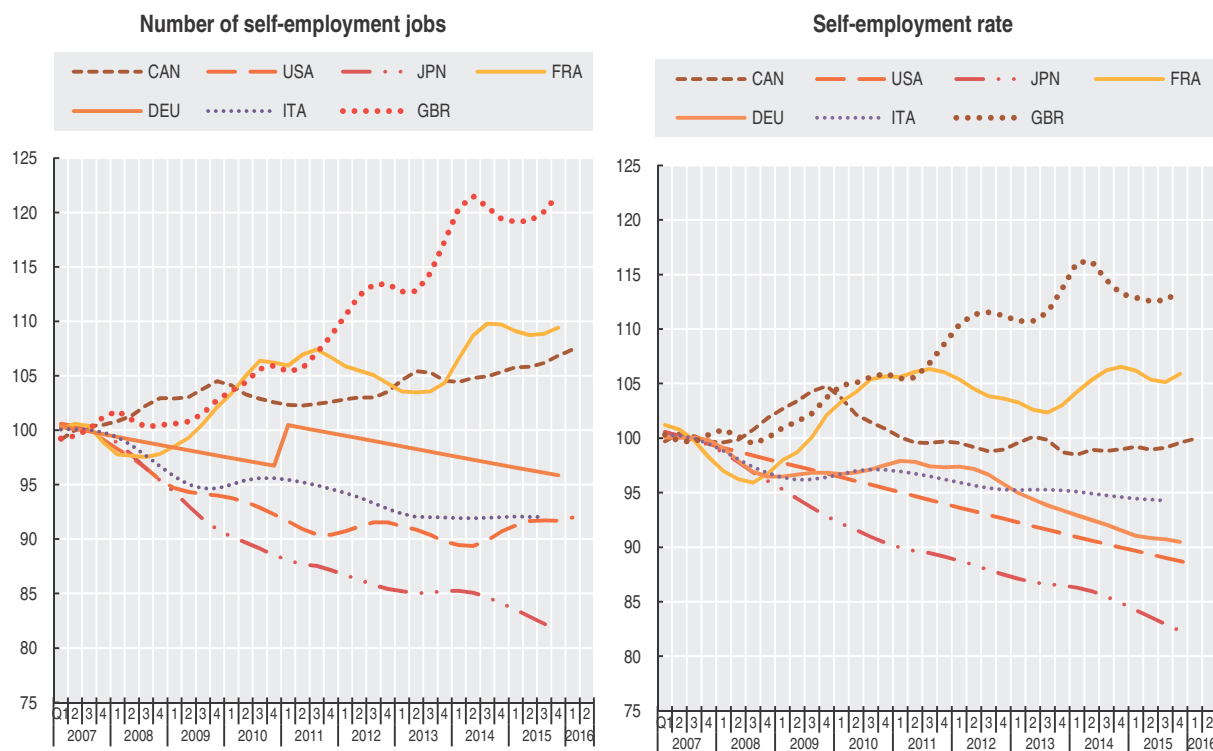 Number of self-employment jobs
CAN USA JPN FRA
DEU ITA GBR
125
120
115
110
105
100
95
90
85
80
75
Q1 2 3 4 1 2 3 4 1 2 3 4 1 2 3 4 1 2 3 4 1 2 3 4 1 2 3 4 1 2 3 4 1 2 3 4 1 2
2007 2008 2009 2010 2011 2012 2013 2014 2015 2016
Self-employment rate
CAN USA JPN FRA
DEU ITA GBR
125
120
115
110
105
100
95
90
85
80
75
Q1 2 3 4 1 2 3 4 1 2 3 4 1 2 3 4 1 2 3 4 1 2 3 4 1 2 3 4 1 2 3 4 1 2 3 4 1 2
2007 2008 2009 2010 2011 2012 2013 2014 2015 2016